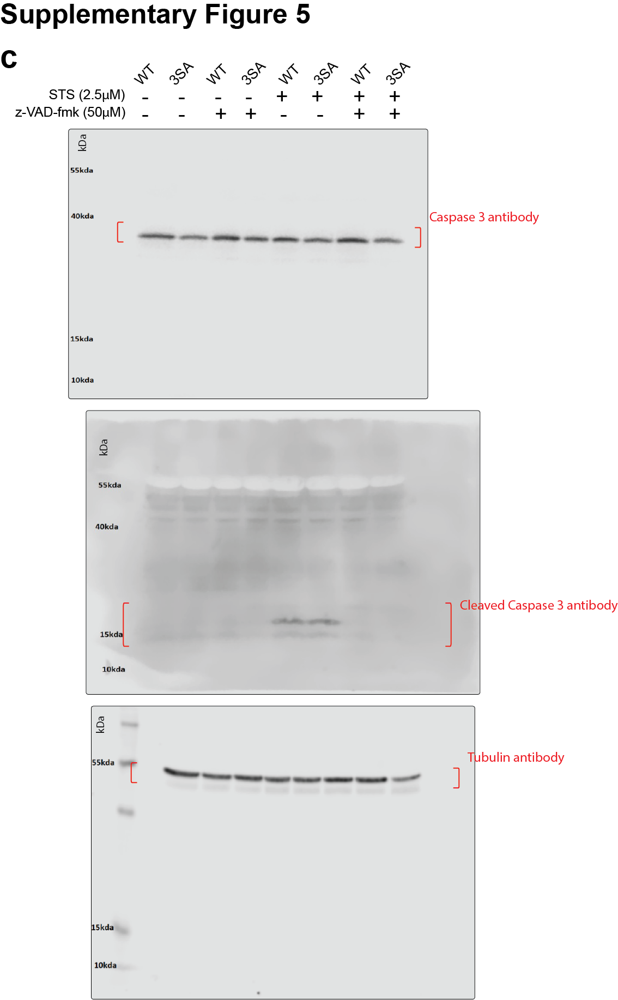 Supplementary Figure 5
c
WT 3SA WT 3SA WT 3SA WT 3SA
STS (2.5µM) - - - - + + + +
z-VAD-fmk (50µM) - - + + - - + +
kDa
55kda
40kda
Caspase 3 antibody
15kda
10kda
kDa
55kda
40kda
Cleaved Caspase 3 antibody
15kda
10kda
kDa
Tubulin antibody
55kda
15kda
10kda